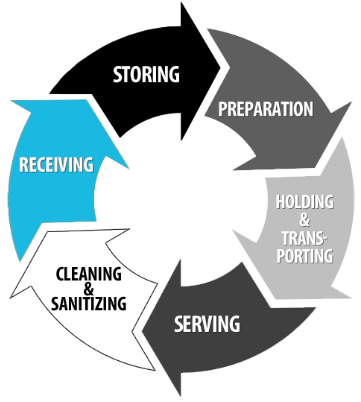 STORING
PREPARATION
HOLDING
&
TRANS-
PORTING
SERVING
CLEANING
&
SANITIZING
RECEIVING